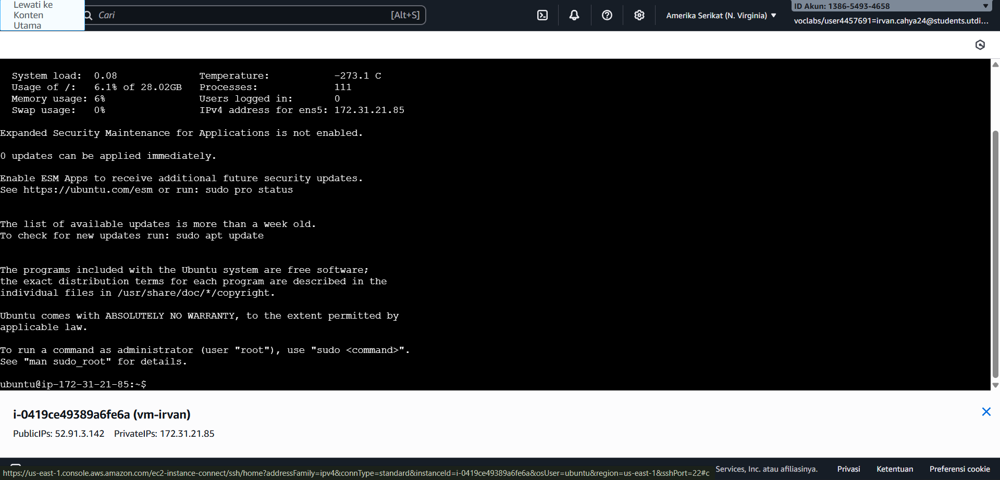 Lewati ke
Konten
Utama
Cari [Alt+S]
Amerika Serikat (N. Virginia)
ID Akun: 1386-5493-4658
voclabs/user4457691=irvan.cahya24@students.utdi...
System load: 0.08 Temperature: -273.1 C
Usage of /: 6.1% of 28.02GB Processes: 111
Memory usage: 6% Users logged in: 0
Swap usage: 0% IPv4 address for ens5: 172.31.21.85
Expanded Security Maintenance for Applications is not enabled.
0 updates can be applied immediately.
Enable ESM Apps to receive additional future security updates.
See https://ubuntu.com/esm or run: sudo pro status
The list of available updates is more than a week old.
To check for new updates run: sudo apt update
The programs included with the Ubuntu system are free software;
the exact distribution terms for each program are described in the
individual files in /usr/share/doc/*/copyright.
Ubuntu comes with ABSOLUTELY NO WARRANTY, to the extent permitted by
applicable law.
To run a command as administrator (user "root"), use "sudo <command>".
See "man sudo_root" for details.
ubuntu@ip-172-31-21-85:~$
i-0419ce49389a6fe6a (vm-irvan)
PublicIPs: 52.91.3.142 PrivateIPs: 172.31.21.85
https://us-east-1.console.aws.amazon.com/ec2-instance-connect/ssh/home?addressFamily=ipv4&connType=standard&instanceId=i-0419ce49389a6fe6a&osUser=ubuntu&region=us-east-1&sshPort=22#c
Services, Inc. atau afiliasinya. Privasi Ketentuan Preferensi cookie